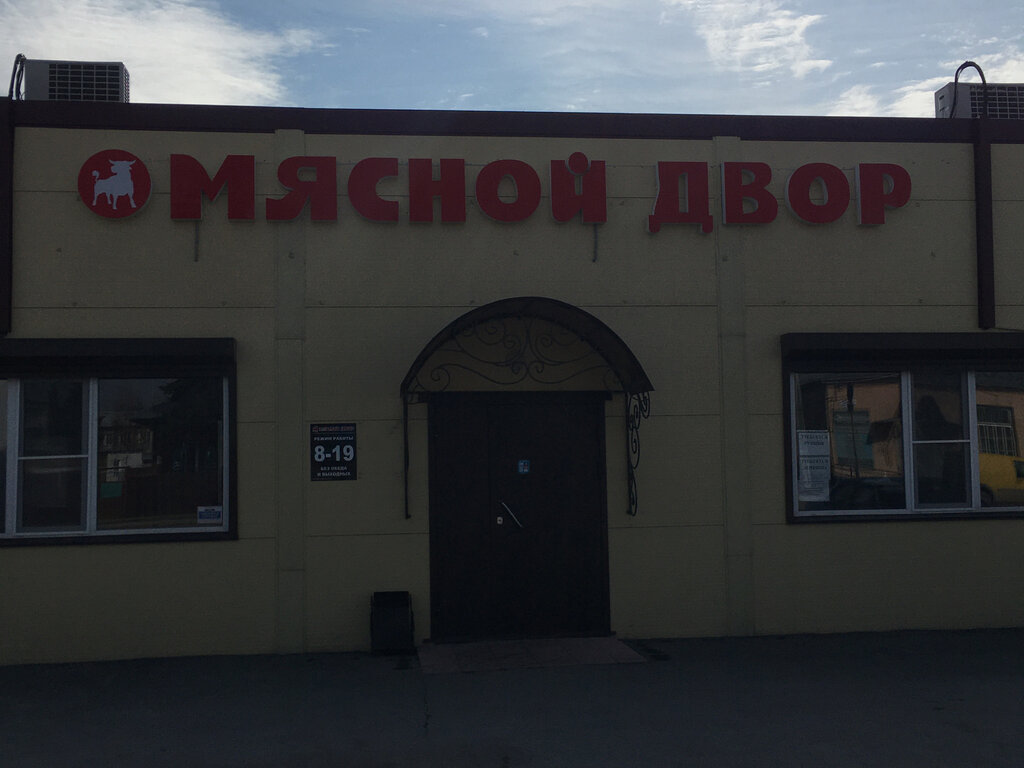 МЯСНОЙ ДВОР
РЕЖИМ РАБОТЫ
8-19
БЕЗ ОБЕДА
И ВЫХОДНЫХ